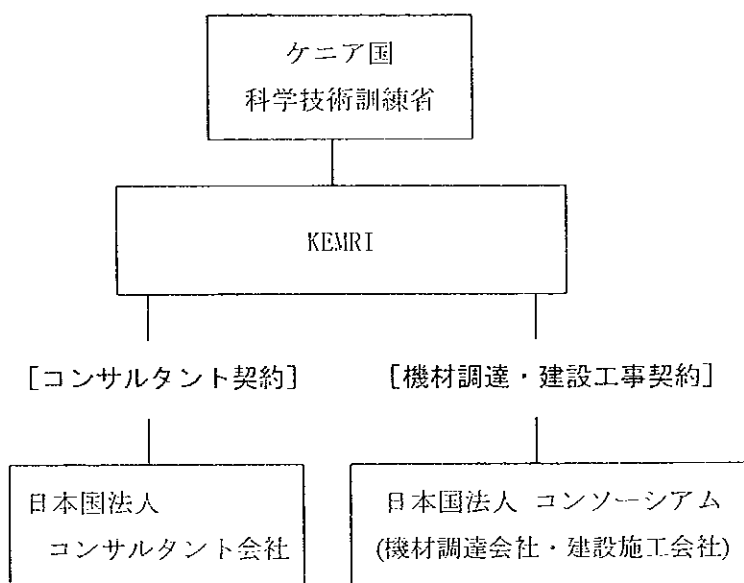 ケニア国
科学技術訓練省
KEMRI
[コンサルタント契約]
[機材調達・建設工事契約]
日本国法人
コンサルタント会社
日本国法人 コンソーシアム
(機材調達会社・建設施工会社)